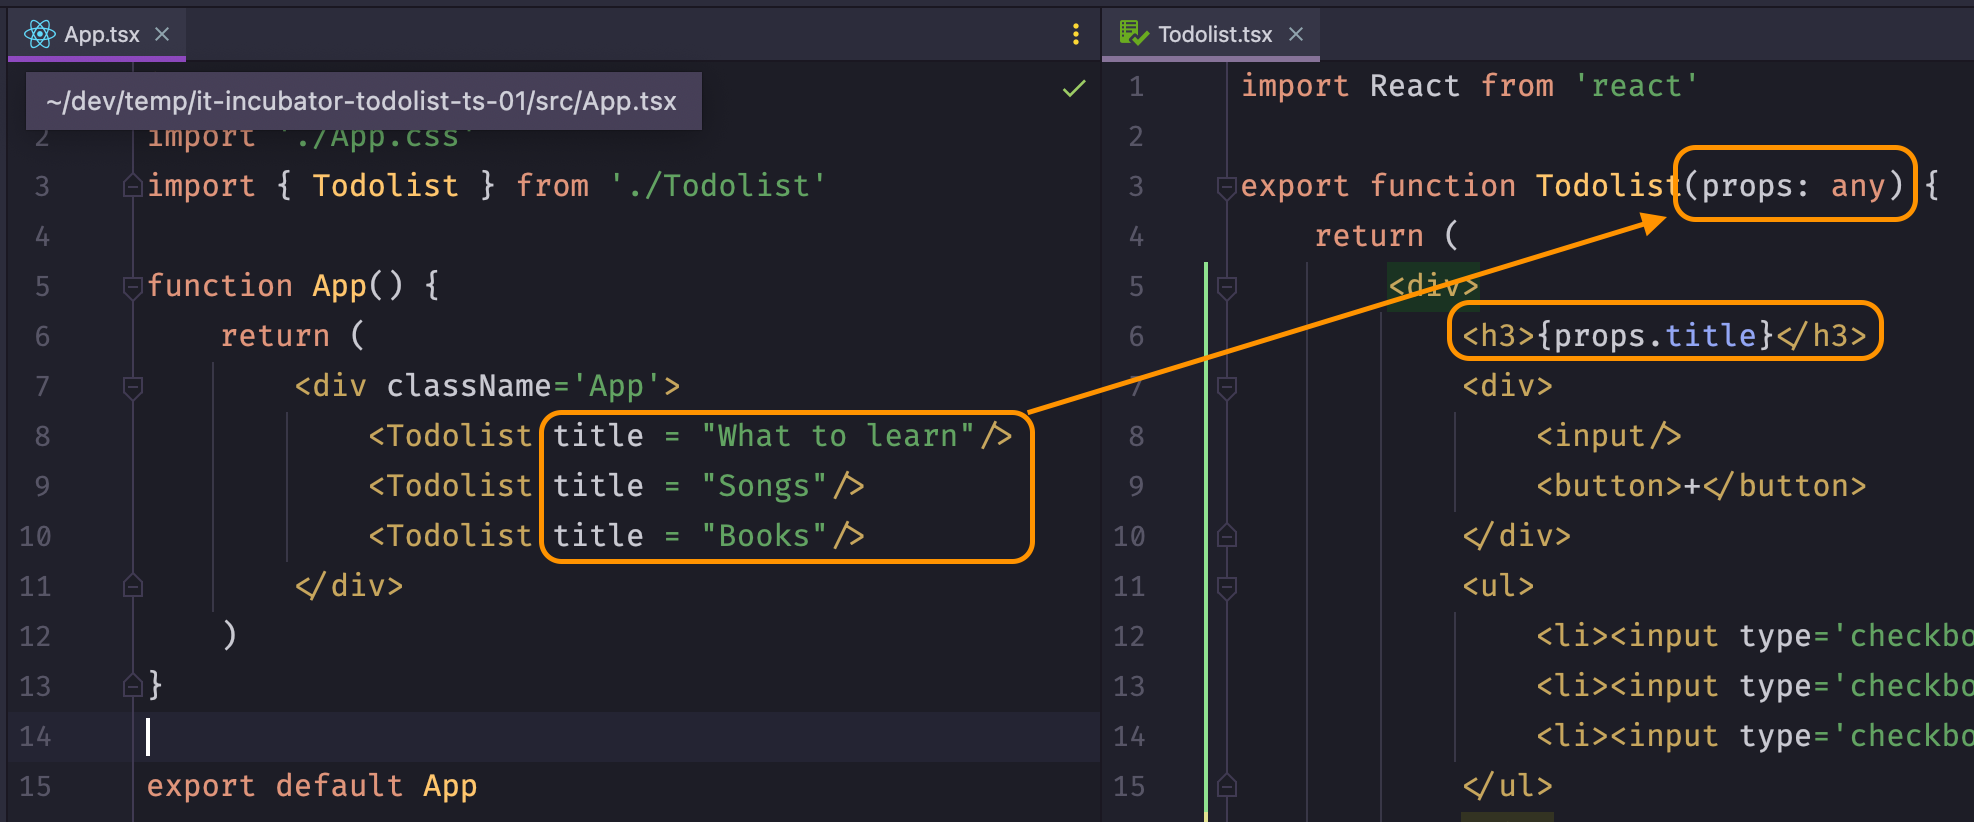 App.tsx
~/dev/temp/it-incubator-todolist-ts-01/src/App.tsx
2 import './App.css'
3 import { Todolist } from './Todolist'
4
5 function App() {
6 return (
7 <div className='App'>
8 <Todolist title = "What to learn"/>
9 <Todolist title = "Songs"/>
10 <Todolist title = "Books"/>
11 </div>
12 )
13 }
14
15 export default App
Todolist.tsx
1 import React from 'react'
2
3 export function Todolist(props: any) {
4 return (
5 <div>
6 <h3>{props.title}</h3>
7 <div>
8 <input/>
9 <button>+</button>
10 </div>
11 <ul>
12 <li><input type='checkbo
13 <li><input type='checkbo
14 <li><input type='checkbo
15 </ul>